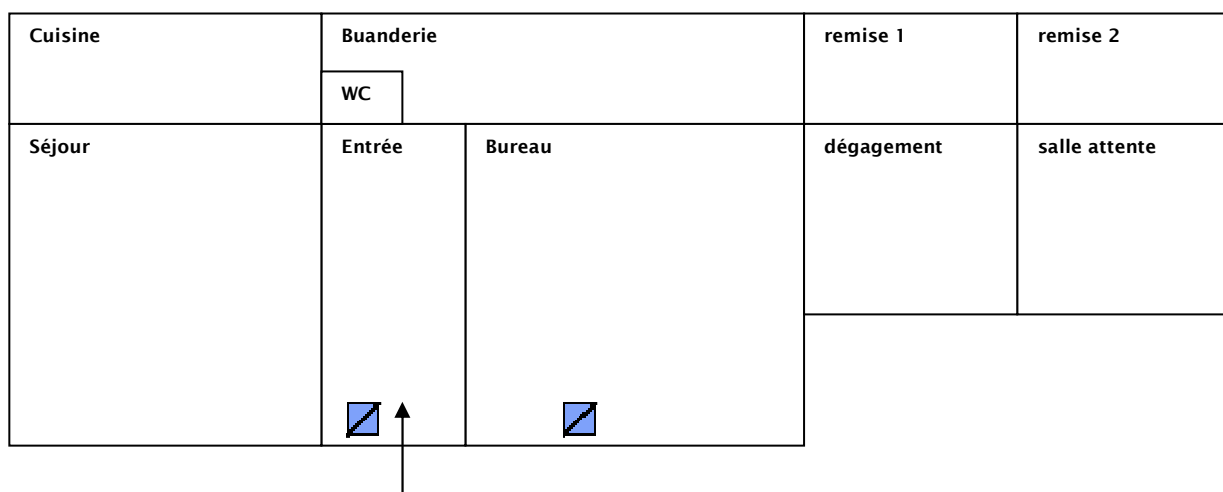 Cuisine
Buanderie
remise 1
remise 2
WC
Séjour
Entrée
Bureau
dégagement
salle attente